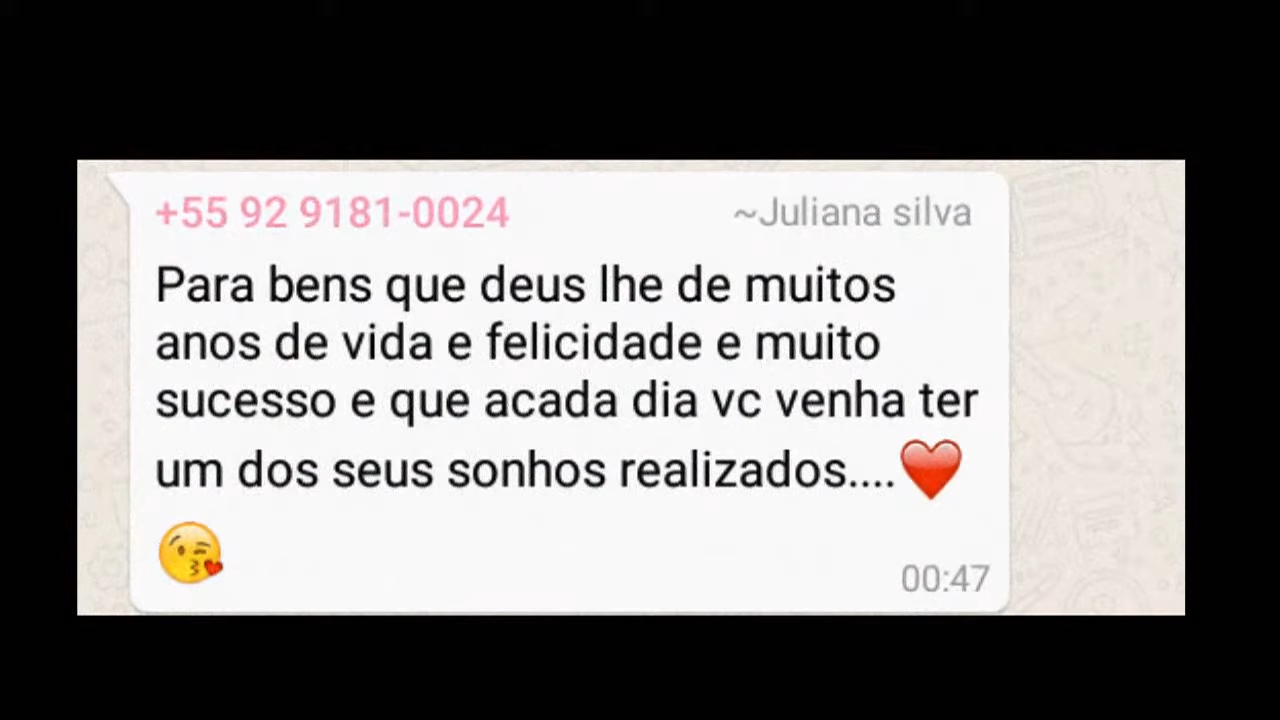 +55 92 9181-0024 ~Juliana silva
Para bens que deus lhe de muitos
anos de vida e felicidade e muito
sucesso e que acada dia vc venha ter
um dos seus sonhos realizados....❤️
😘
00:47